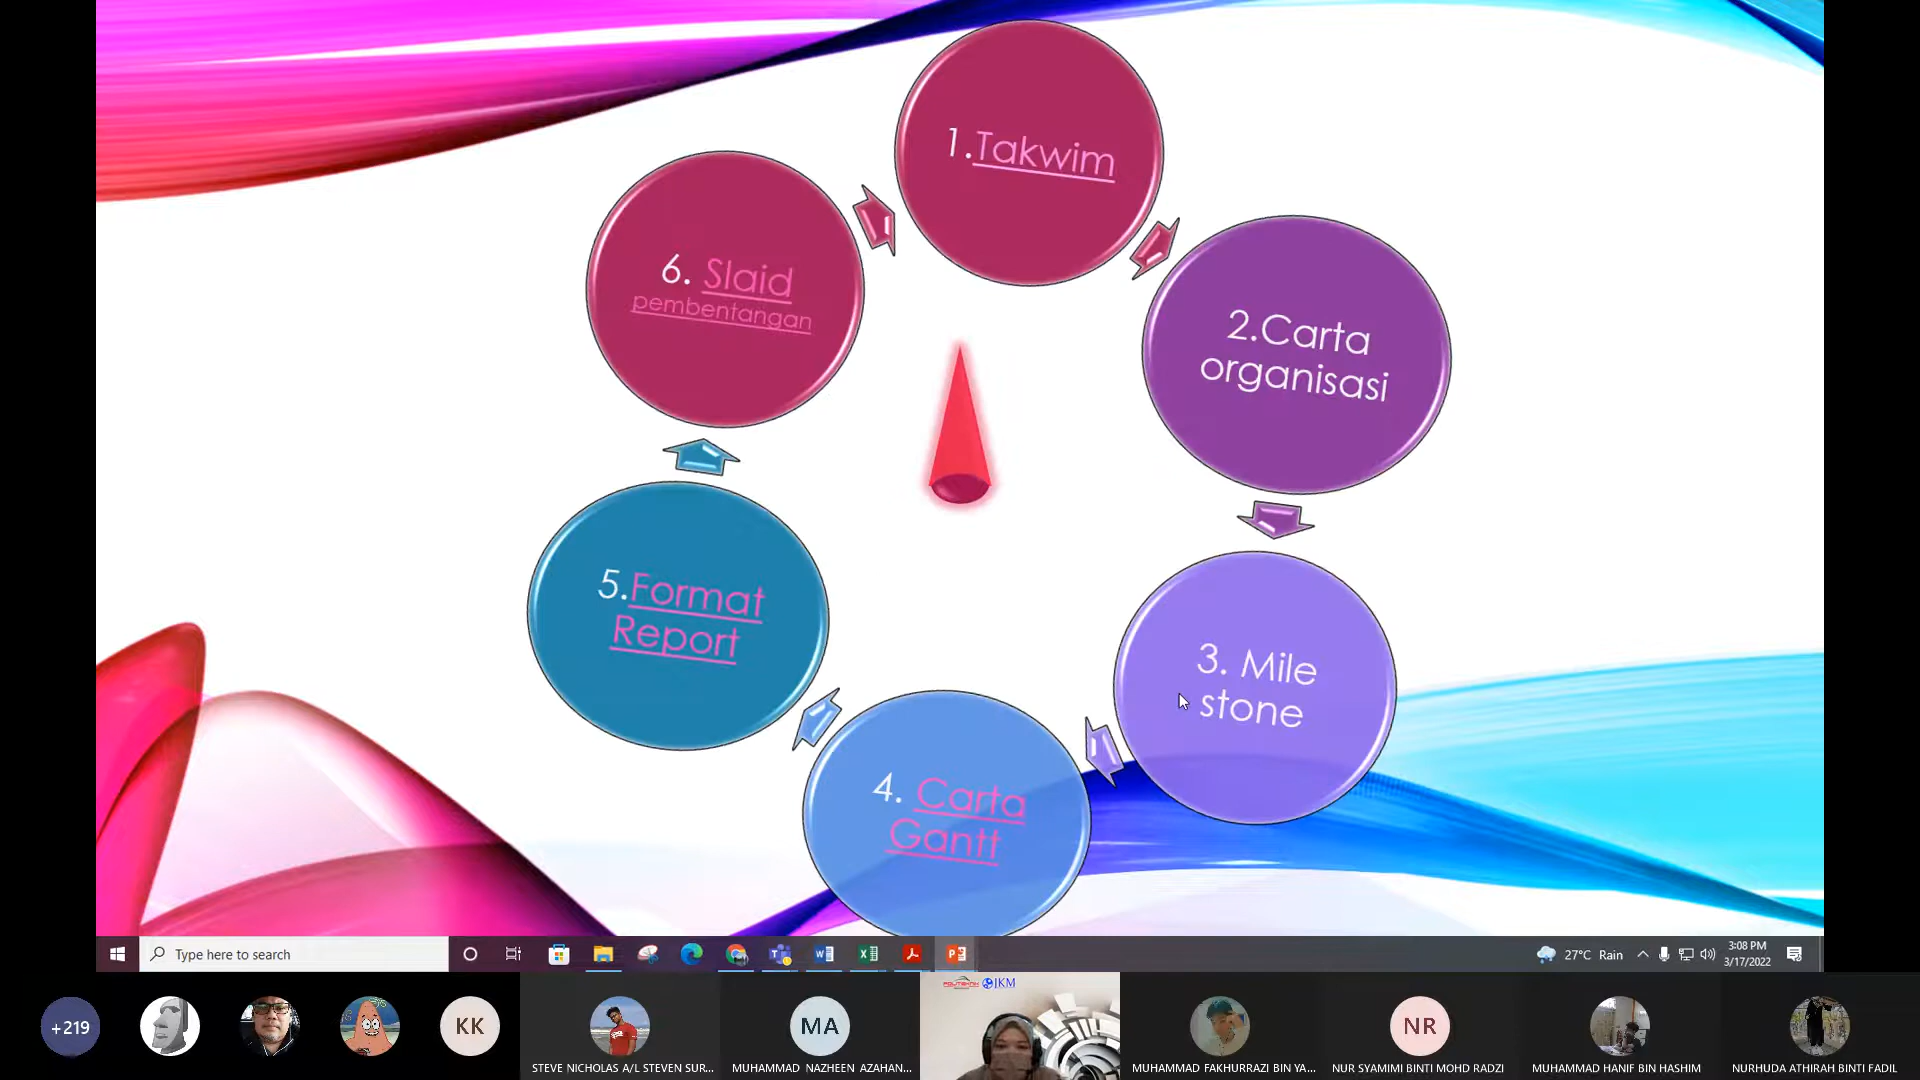 1.Takwim
2.Carta
organisasi
3. Mile
stone
4. Carta
Gantt
5.Format
Report
6. Slaid
pembentangan
Type here to search
27°C Rain
3:08 PM
3/17/2022
+219
KK
STEVE NICHOLAS A/L STEVEN SUR...
MA
MUHAMMAD NAZHEEN AZAHAN...
POLITEKNIK
JKM
MUHAMMAD FAKHURRAZI BIN YA...
NR
NUR SYAMIMI BINTI MOHD RADZI
MUHAMMAD HANIF BIN HASHIM
NURHUDA ATHIRAH BINTI FADIL